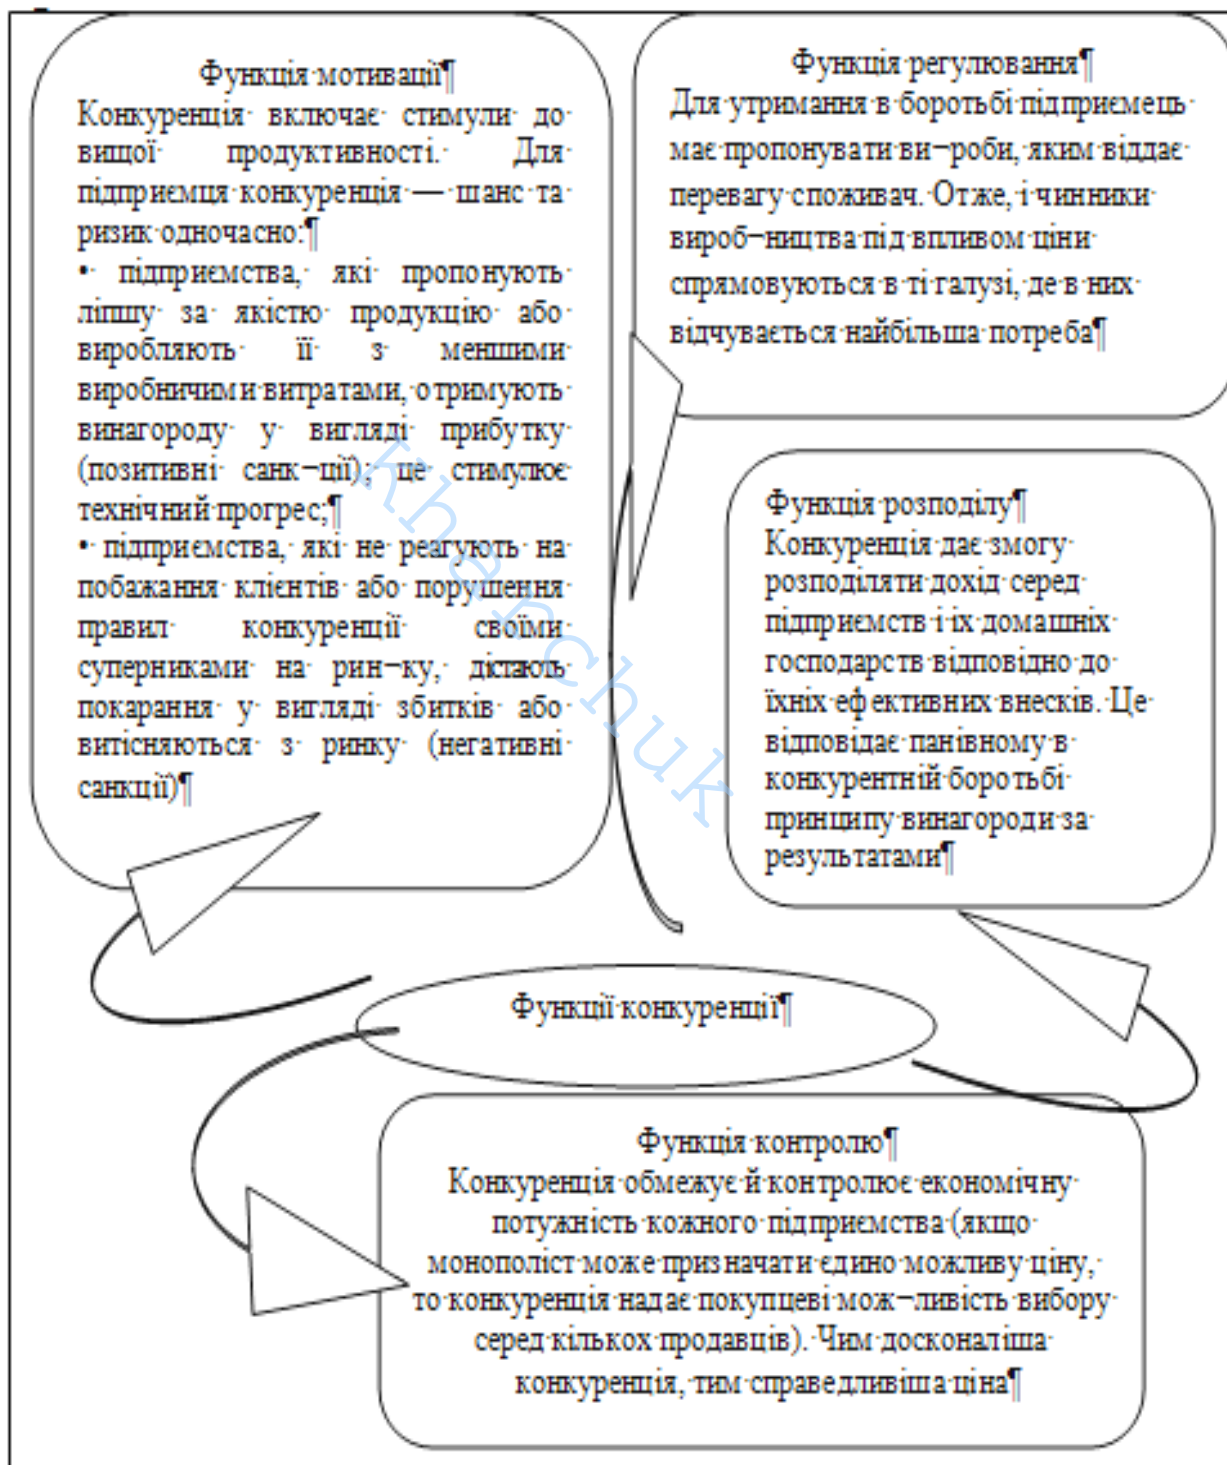 Функція мотивації¶
Конкуренція включає стимули до
вищої продуктивності. Для
підприємця конкуренція — шанс та
ризик одночасно:¶
• підприємства, які пропонують
ліпшу за якістю продукцію або
виробляють її з меншими
виробничими витратами, отримують
винагороду у вигляді прибутку
(позитивні санк¬ції); це стимулює
технічний прогрес;¶
• підприємства, які не реагують на
побажання клієнтів або порушення
правил конкуренції своїми
суперниками на рин¬ку, дістають
покарання у вигляді збитків або
витісняються з ринку (негативні
санкції)¶
Функція регулювання¶
Для утримання в боротьбі підприємець
має пропонувати ви¬роби, яким віддає
перевагу споживач. Отже, і чинники
вироб¬ництва під впливом ціни
спрямовуються в ті галузі, де в них
відчувається найбільша потреба¶
Функція розподілу¶
Конкуренція дає змогу
розподіляти дохід серед
підприємств і їх домашніх
господарств відповідно до
їхніх ефективних внесків. Це
відповідає панівному в
конкурентній боротьбі
принципу винагороди за
результатами¶
Функції конкуренції¶
Функція контролю¶
Конкуренція обмежує й контролює економічну
потужність кожного підприємства (якщо
монополіст може призначати єдино можливу ціну,
то конкуренція надає покупцеві мож¬ливість вибору
серед кількох продавців). Чим досконаліша
конкуренція, тим справедливіша ціна¶
Khanchuk